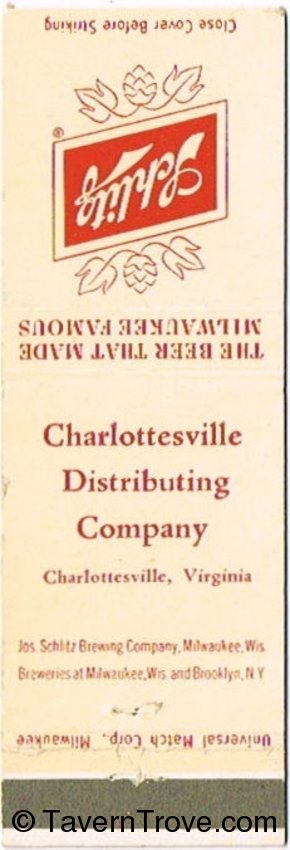 Close Cover Before Striking
Schlitz ®
THE BEER THAT MADE
MILWAUKEE FAMOUS
Charlottesville
Distributing
Company
Charlottesville, Virginia
Jos. Schlitz Brewing Company, Milwaukee, Wis.
Breweries at Milwaukee, Wis. and Brooklyn, N.Y
Universal Match Corp., Milwaukee
© TavernTrove.com